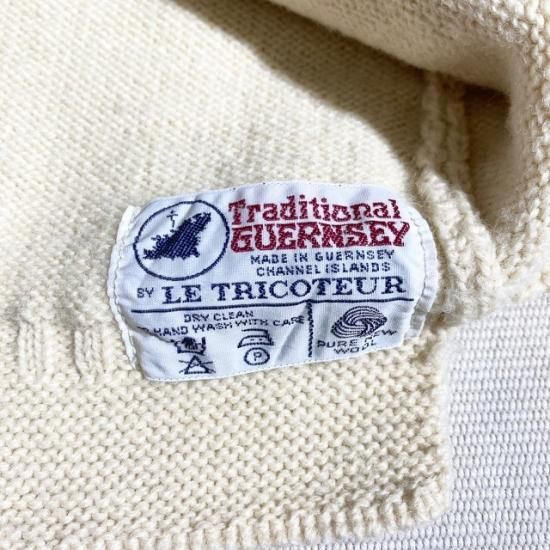 Traditional
GUERNSEY
MADE IN GUERNSEY
CHANNEL ISLANDS
BY LE TRICOTEUR
DRY CLEAN
HAND WASH WITH CARE
P
PURE NEW
WOOL